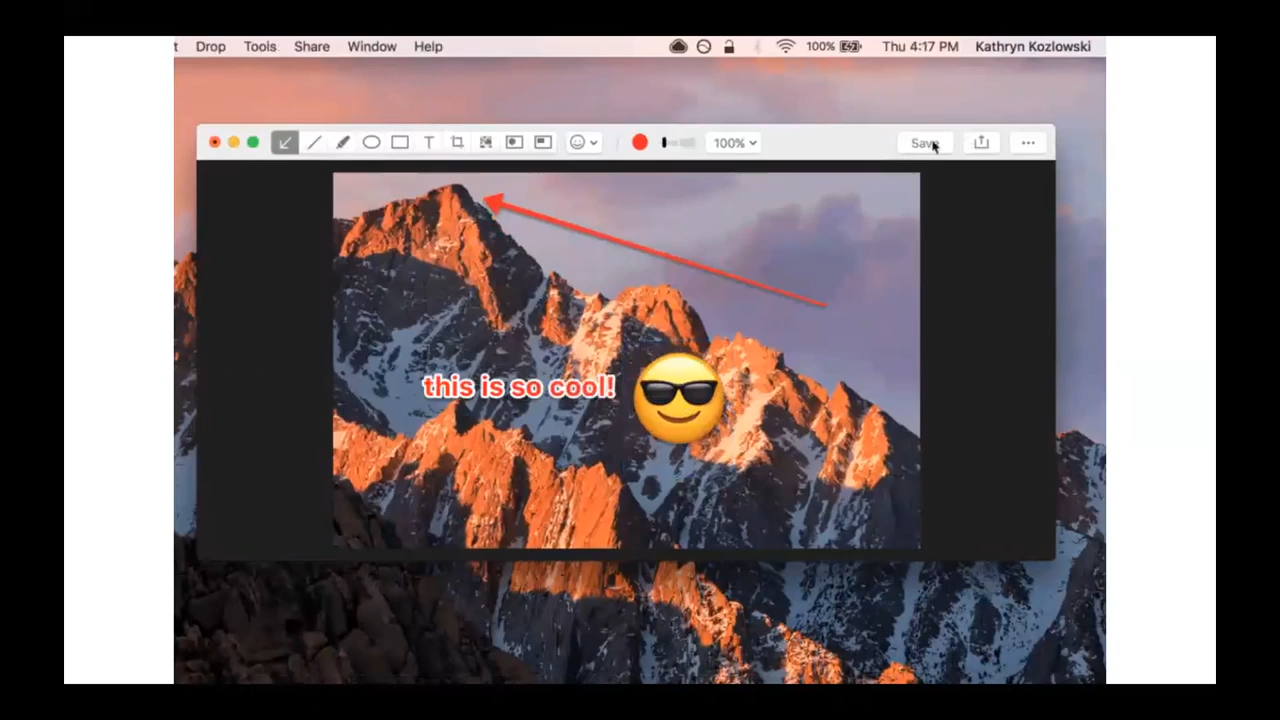 Drop Tools Share Window Help 100% Thu 4:17 PM Kathryn Kozlowski
T 100% Save
this is so cool!